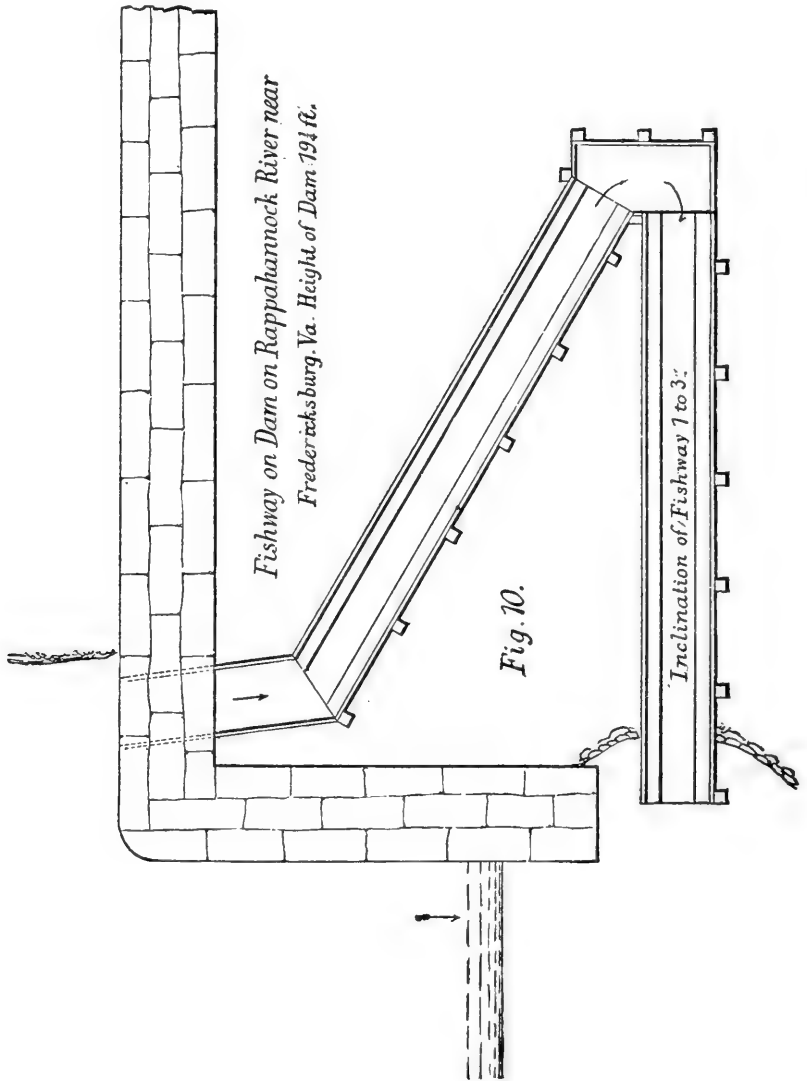 Fishway on Dam on Rappahannock River near
Fredericksburg. Va. Height of Dam 19½ ft.
Fig. 10.
Inclination of Fishway 1 to 3½